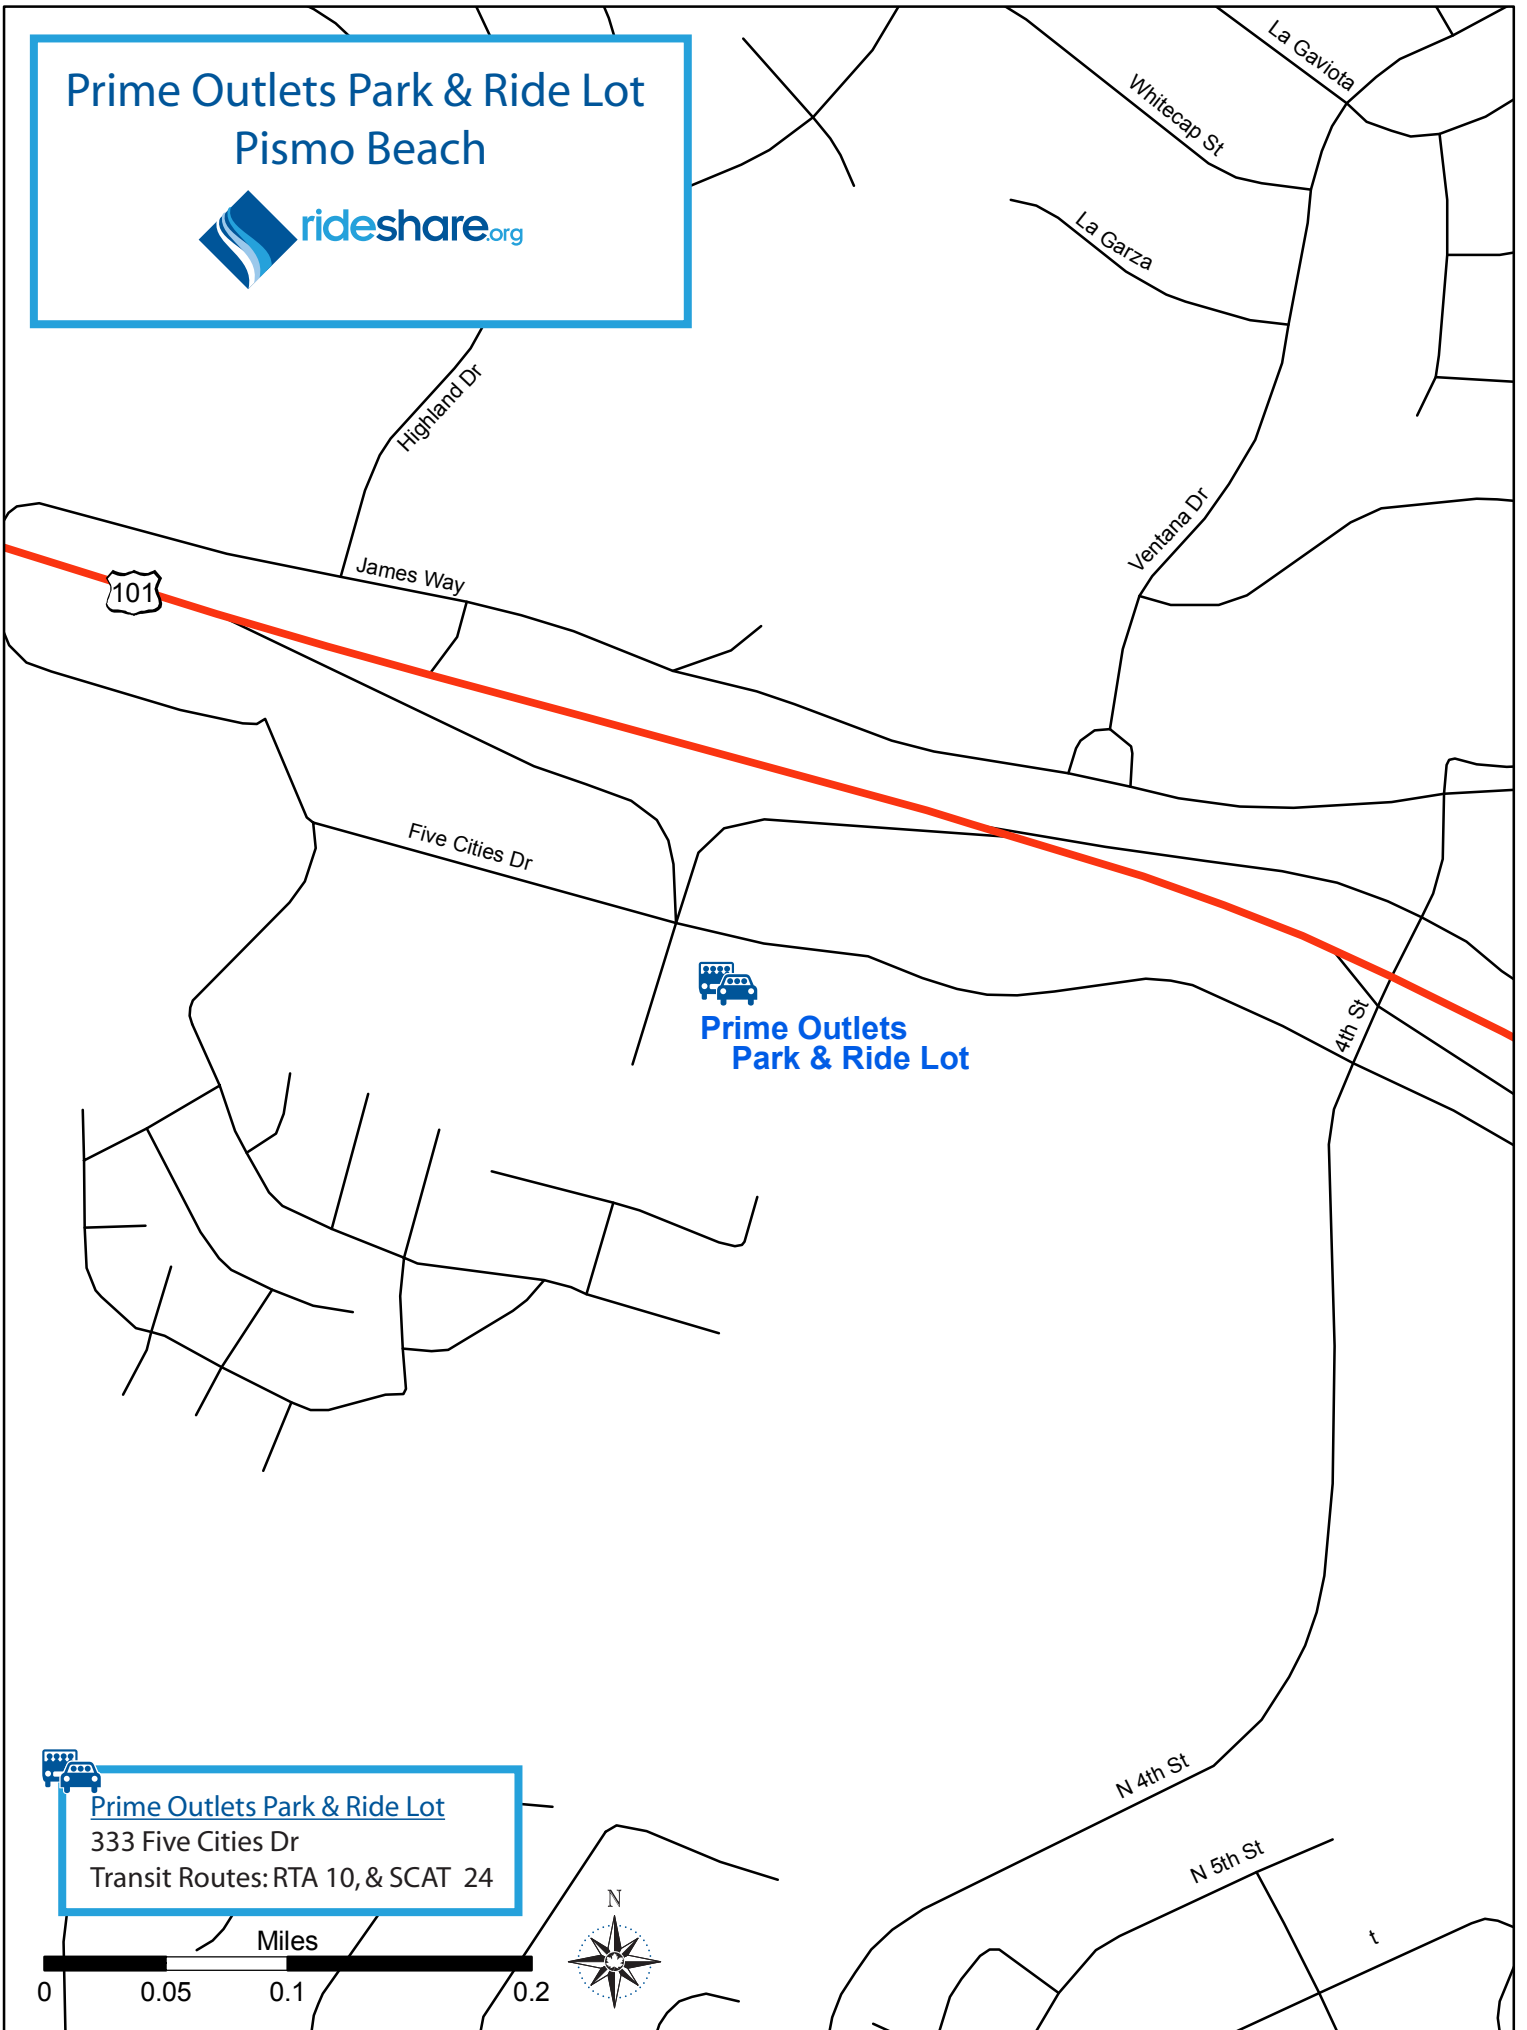 Prime Outlets Park & Ride Lot
Pismo Beach
rideshare.org
La Gaviota
Whitecap St
La Garza
Highland Dr
Ventana Dr
James Way
101
Five Cities Dr
Prime Outlets
Park & Ride Lot
4th St
N 4th St
N 5th St
t
Prime Outlets Park & Ride Lot
333 Five Cities Dr
Transit Routes: RTA 10, & SCAT 24
N
Miles
0 0.05 0.1 0.2